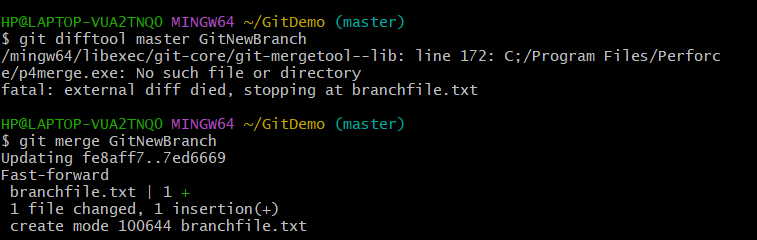 HP@LAPTOP-VUA2TNQO MINGW64 ~/GitDemo (master)
$ git difftool master GitNewBranch
/mingw64/libexec/git-core/git-mergetool--lib: line 172: C;/Program Files/Perforc
e/p4merge.exe: No such file or directory
fatal: external diff died, stopping at branchfile.txt
HP@LAPTOP-VUA2TNQO MINGW64 ~/GitDemo (master)
$ git merge GitNewBranch
Updating fe8aff7..7ed6669
Fast-forward
 branchfile.txt | 1 +
 1 file changed, 1 insertion(+)
 create mode 100644 branchfile.txt